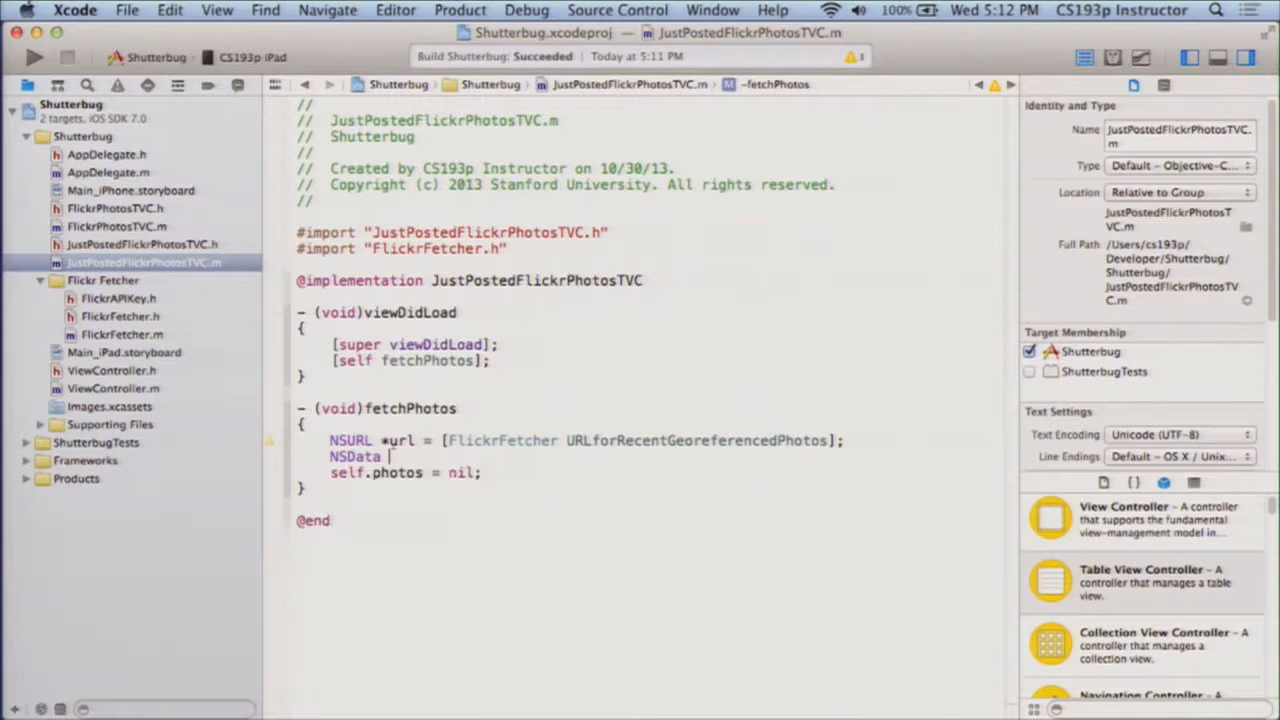 Xcode File Edit View Find Navigate Editor Product Debug Source Control Window Help 100% Wed 5:12 PM CS193p Instructor
Shutterbug.xcodeproj — JustPostedFlickrPhotosTVC.m
Shutterbug CS193p iPad
Build Shutterbug: Succeeded Today at 5:11 PM
Shutterbug Shutterbug JustPostedFlickrPhotosTVC.m -fetchPhotos
Shutterbug
2 targets, iOS SDK 7.0
Shutterbug
AppDelegate.h
AppDelegate.m
Main_iPhone.storyboard
FlickrPhotosTVC.h
FlickrPhotosTVC.m
JustPostedFlickrPhotosTVC.h
JustPostedFlickrPhotosTVC.m
Flickr Fetcher
FlickrAPIKey.h
FlickrFetcher.h
FlickrFetcher.m
Main_iPad.storyboard
ViewController.h
ViewController.m
Images.xcassets
Supporting Files
ShutterbugTests
Frameworks
Products
//
// JustPostedFlickrPhotosTVC.m
// Shutterbug
//
// Created by CS193p Instructor on 10/30/13.
// Copyright (c) 2013 Stanford University. All rights reserved.
//
#import "JustPostedFlickrPhotosTVC.h"
#import "FlickrFetcher.h"
@implementation JustPostedFlickrPhotosTVC
- (void)viewDidLoad
{
[super viewDidLoad];
[self fetchPhotos];
}
- (void)fetchPhotos
{
NSURL *url = [FlickrFetcher URLforRecentGeoreferencedPhotos];
NSData
self.photos = nil;
}
@end
Identity and Type
Name JustPostedFlickrPhotosTVC.
m
Type Default - Objective-C...
Location Relative to Group
JustPostedFlickrPhotosT
VC.m
Full Path /Users/cs193p/
Developer/Shutterbug/
Shutterbug/
JustPostedFlickrPhotosTV
C.m
Target Membership
Shutterbug
ShutterbugTests
Text Settings
Text Encoding Unicode (UTF-8)
Line Endings Default - OS X / Unix...
View Controller - A controller
that supports the fundamental
view-management model in...
Table View Controller - A
controller that manages a table
view.
Collection View Controller - A
controller that manages a
collection view.
Navigation Controller - A